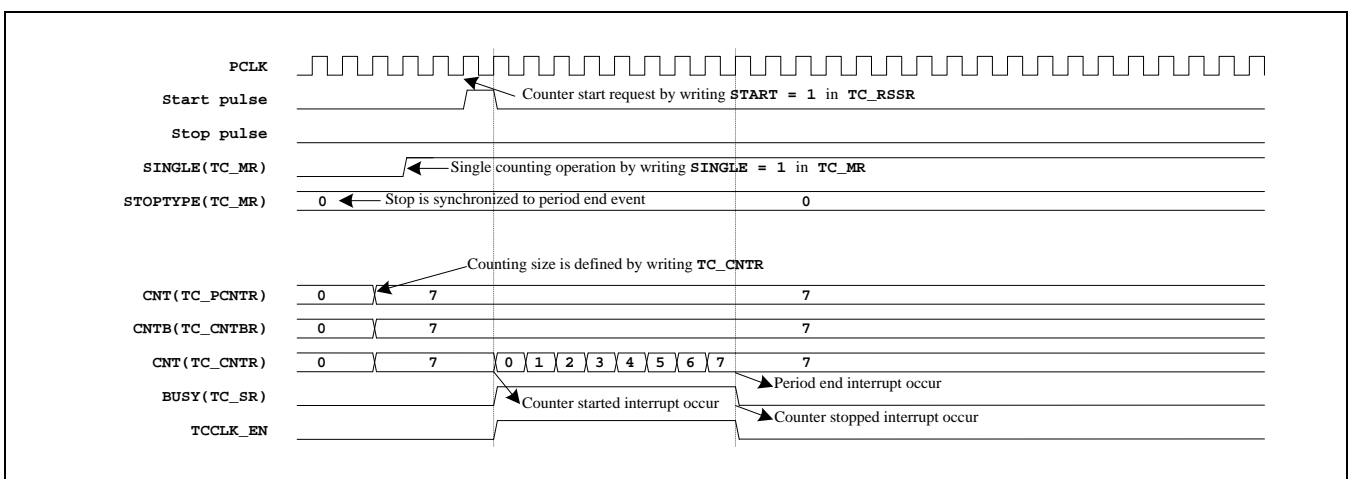 PCLK
Start pulse
Counter start request by writing START = 1 in TC_RSSR
Stop pulse
SINGLE(TC_MR)
Single counting operation by writing SINGLE = 1 in TC_MR
STOPTYPE(TC_MR)
0
Stop is synchronized to period end event
0
Counting size is defined by writing TC_CNTR
CNT(TC_PCNTR)
0 7 7
CNTB(TC_CNTBR)
0 7 7
CNT(TC_CNTR)
0 7 0 1 2 3 4 5 6 7 7
Period end interrupt occur
BUSY(TC_SR)
Counter started interrupt occur
Counter stopped interrupt occur
TCCLK_EN